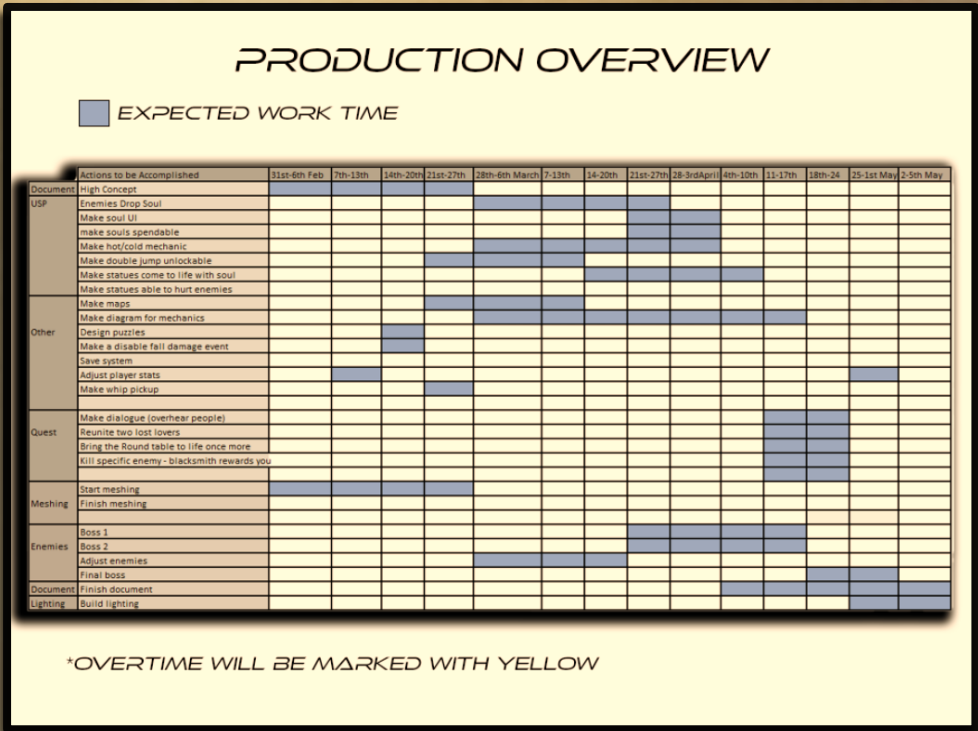 PRODUCTION OVERVIEW
EXPECTED WORK TIME
Actions to be Accomplished 31st-6th Feb 7th-13th 14th-20th 21st-27th 28th-6th March 7-13th 14-20th 21st-27th 28-3rdApril 4th-10th 11-17th 18th-24 25-1st May 2-5th May
Document High Concept
USP Enemies Drop Soul
Make soul UI
make souls spendable
Make hot/cold mechanic
Make double jump unlockable
Make statues come to life with soul
Make statues able to hurt enemies
Make maps
Make diagram for mechanics
Other Design puzzles
Make a disable fall damage event
Save system
Adjust player stats
Make whip pickup
Make dialogue (overhear people)
Quest Reunite two lost lovers
Bring the Round table to life once more
Kill specific enemy - blacksmith rewards you
Start meshing
Meshing Finish meshing
Boss 1
Enemies Boss 2
Adjust enemies
Final boss
Document Finish document
Lighting Build lighting
*OVERTIME WILL BE MARKED WITH YELLOW